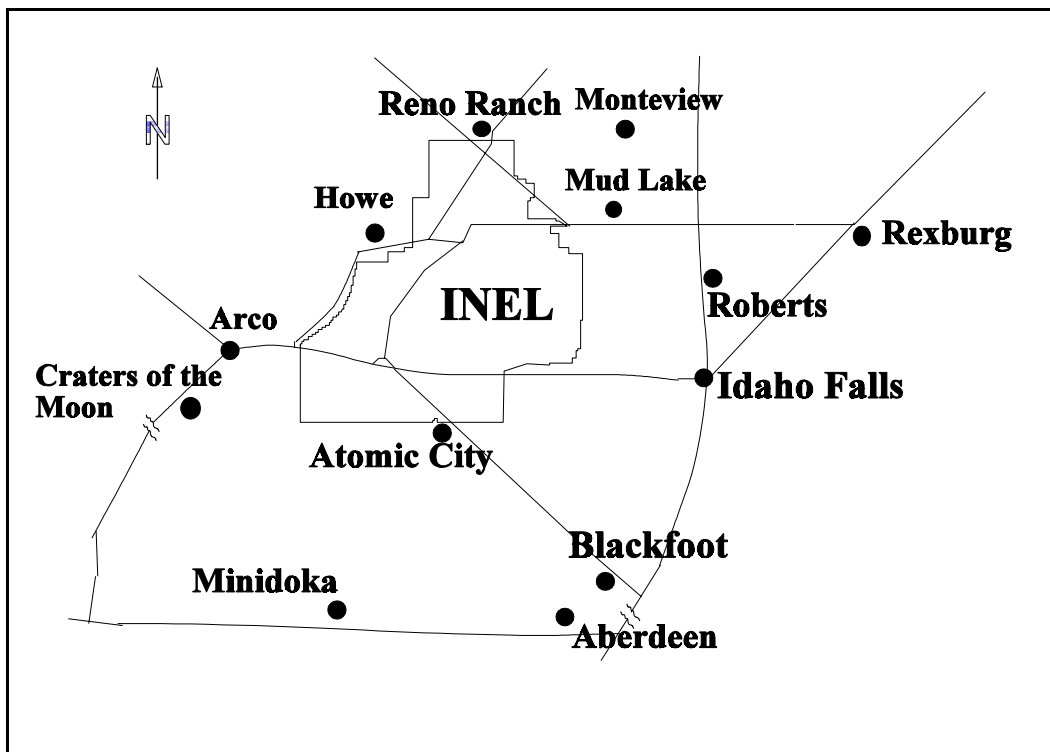 N
Reno Ranch
Monteview
Mud Lake
Howe
Rexburg
INEL
Roberts
Arco
Craters of the
Moon
Idaho Falls
Atomic City
Blackfoot
Minidoka
Aberdeen